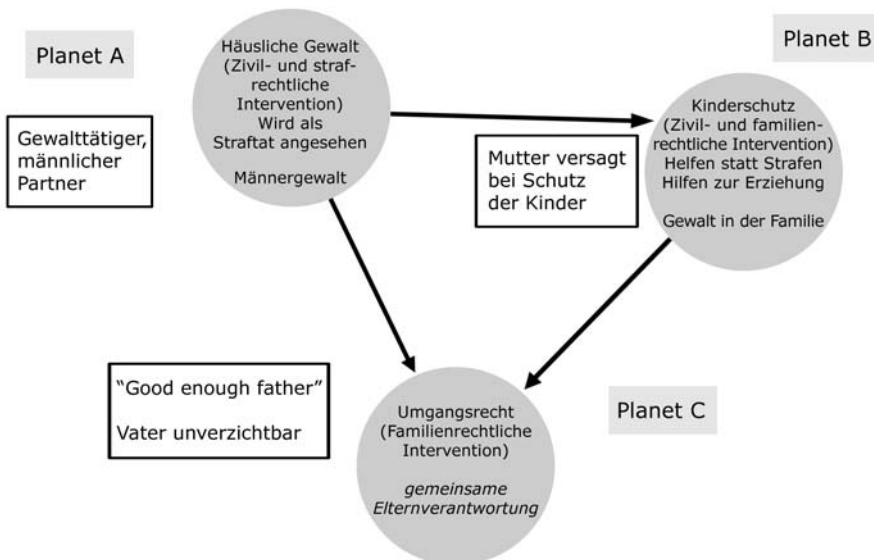 Planet A
Häusliche Gewalt
(Zivil- und straf-
rechtliche
Intervention)
Wird als
Straftat angesehen
Männergewalt
Planet B
Kinderschutz
(Zivil- und familien-
rechtliche Intervention)
Helfen statt Strafen
Hilfen zur Erziehung
Gewalt in der Familie
Gewalttätiger,
männlicher
Partner
Mutter versagt
bei Schutz
der Kinder
"Good enough father"
Vater unverzichtbar
Umgangsrecht
(Familienrechtliche
Intervention)
gemeinsame
Elternverantwortung
Planet C